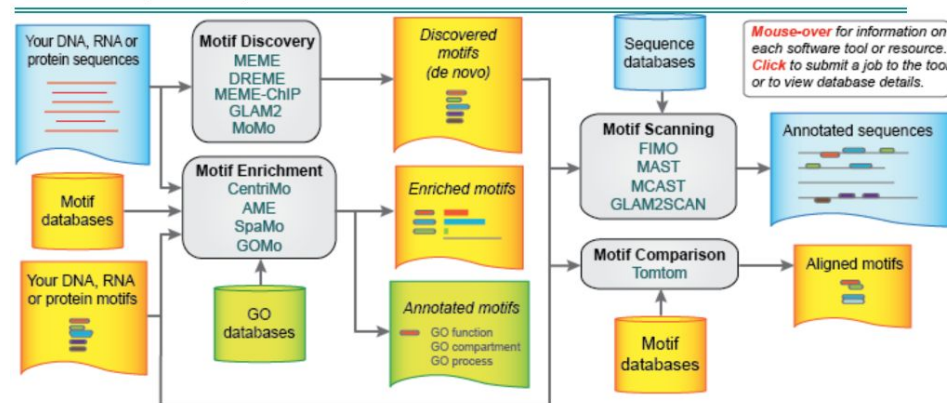 Your DNA, RNA or
protein sequences
Motif Discovery
MEME
DREME
MEME-ChIP
GLAM2
MoMo
Discovered
motifs
(de novo)
Sequence
databases
Mouse-over for information on
each software tool or resource.
Click to submit a job to the tool
or to view database details.
Motif Scanning
FIMO
MAST
MCAST
GLAM2SCAN
Annotated sequences
Motif
databases
Motif Enrichment
CentriMo
AME
SpaMo
GOMo
Enriched motifs
Your DNA, RNA
or protein motifs
GO
databases
Annotated motifs
GO function
GO compartment
GO process
Motif Comparison
Tomtom
Aligned motifs
Motif
databases